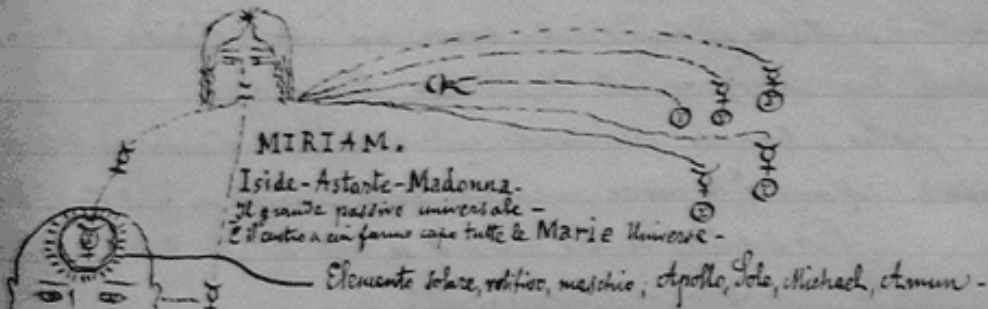 MIRIAM.
Iside-Astarte-Madonna-
Il grande passivo universale -
È il centro a cui fanno capo tutte le Marie Universe -
Elemento solare, maschio, Apollo, Sole, Michael, Amun -